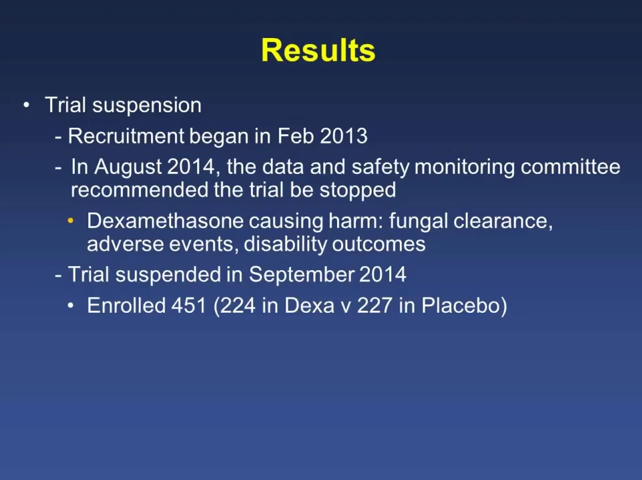 Results
• Trial suspension
- Recruitment began in Feb 2013
- In August 2014, the data and safety monitoring committee
recommended the trial be stopped
• Dexamethasone causing harm: fungal clearance,
adverse events, disability outcomes
- Trial suspended in September 2014
• Enrolled 451 (224 in Dexa v 227 in Placebo)